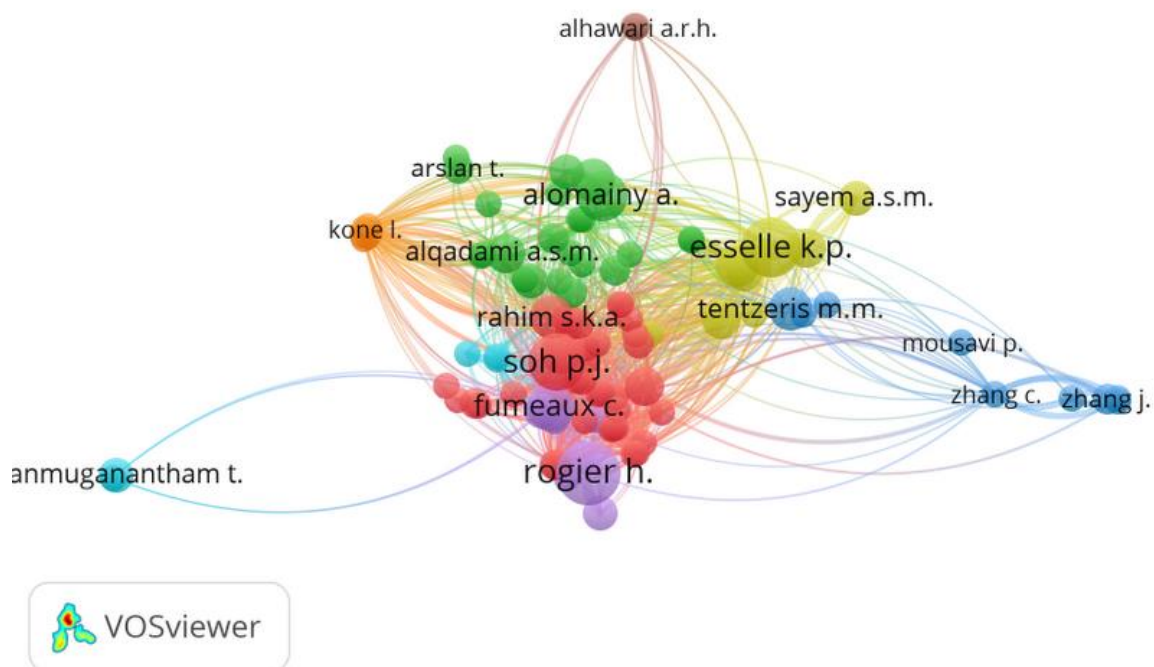 alhawari a.r.h.
arslan t.
alomainy a.
sayem a.s.m.
kone l.
alqadami a.s.m.
esselle k.p.
rahim s.k.a.
tentzeris m.m.
mousavi p.
soh p.j.
fumeaux c.
zhang c.
zhang j.
anmuganantham t.
rogier h.
VOSviewer